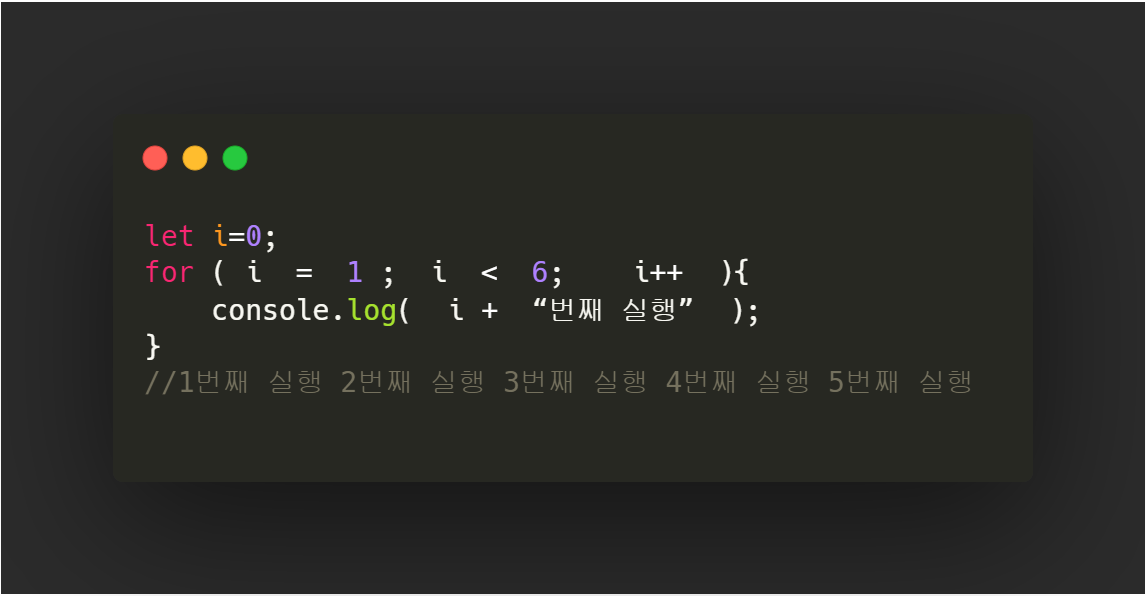 let i=0;
for ( i  =  1 ;  i  <  6;    i++  ){
    console.log(  i +  “번째 실행”  );
}
//1번째 실행 2번째 실행 3번째 실행 4번째 실행 5번째 실행